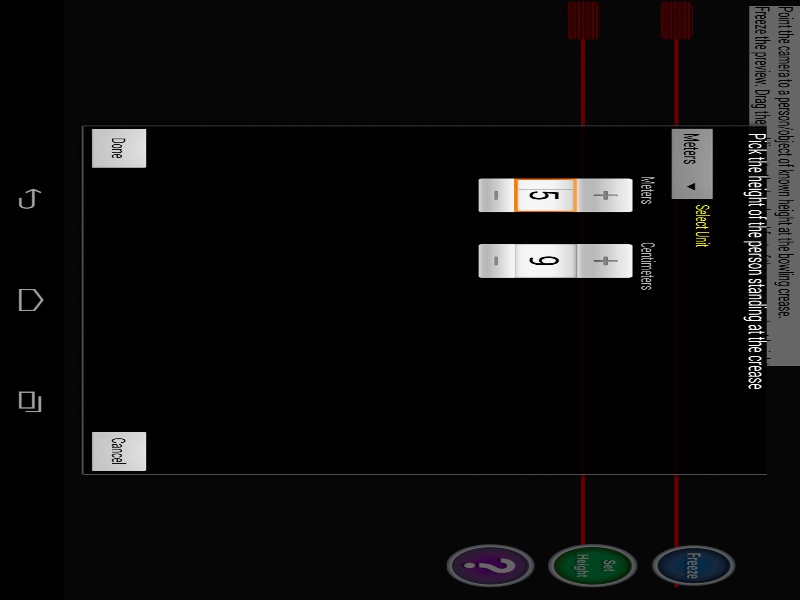 Point the camera to a person/object of known height at the bowling crease.
Freeze the preview. Drag the
Pick the height of the person standing at the crease
Meters
Select Unit
Meters
Centimeters
+
5
-
+
9
-
Done
Cancel
Freeze
Set
Height
?